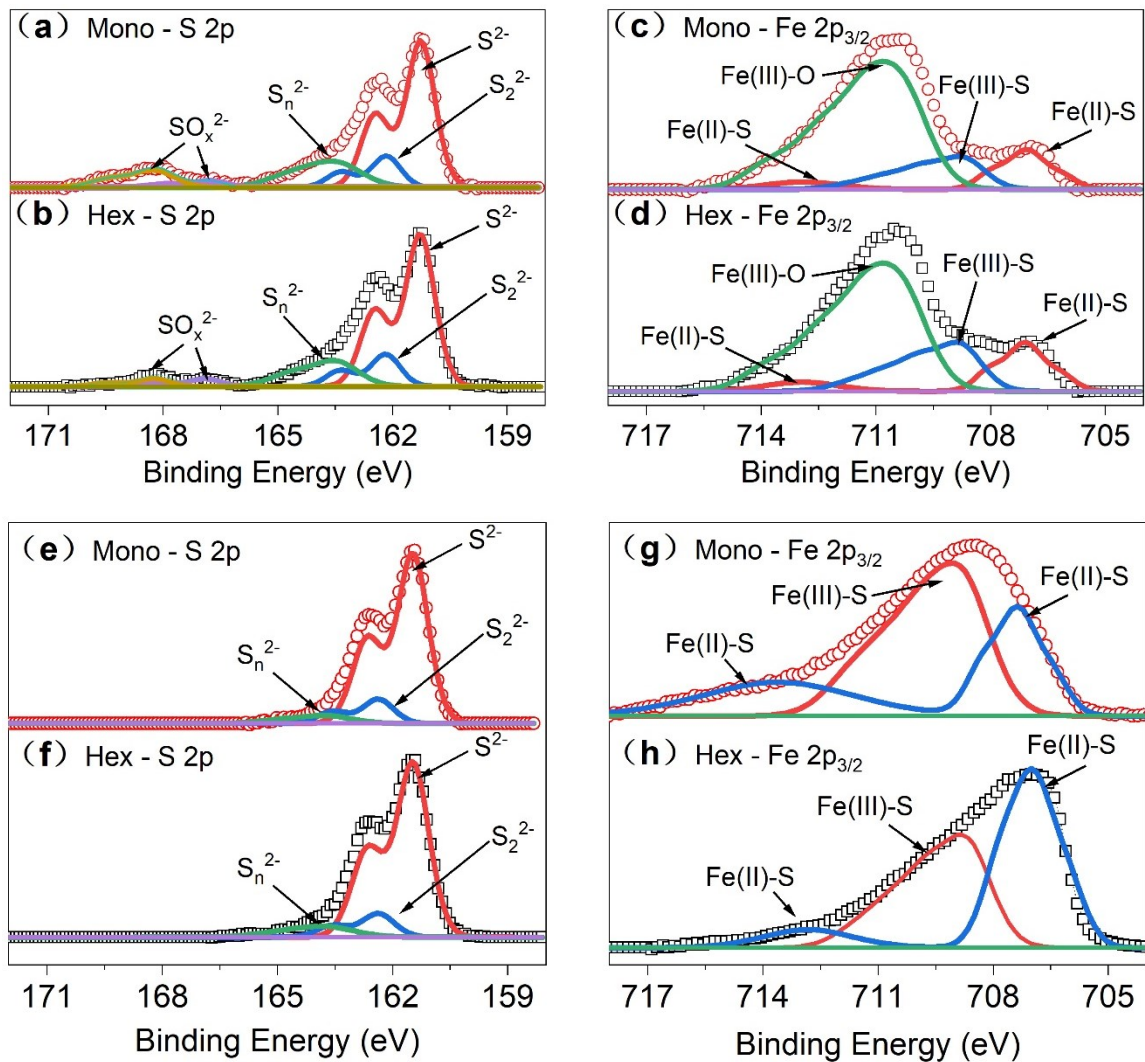 (a) Mono - S 2p
S²⁻
Sₙ²⁻
S₂²⁻
SOₓ²⁻
(b) Hex - S 2p
S²⁻
Sₙ²⁻
S₂²⁻
SOₓ²⁻
171 168 165 162 159
Binding Energy (eV)
(c) Mono - Fe 2p₃/₂
Fe(III)-O
Fe(III)-S
Fe(II)-S
Fe(II)-S
(d) Hex - Fe 2p₃/₂
Fe(III)-O
Fe(III)-S
Fe(II)-S
Fe(II)-S
717 714 711 708 705
Binding Energy (eV)
(e) Mono - S 2p
S²⁻
Sₙ²⁻
S₂²⁻
(f) Hex - S 2p
S²⁻
Sₙ²⁻
S₂²⁻
171 168 165 162 159
Binding Energy (eV)
(g) Mono - Fe 2p₃/₂
Fe(III)-S
Fe(II)-S
Fe(II)-S
(h) Hex - Fe 2p₃/₂
Fe(II)-S
Fe(III)-S
Fe(II)-S
717 713 711 707 705
Binding Energy (eV)